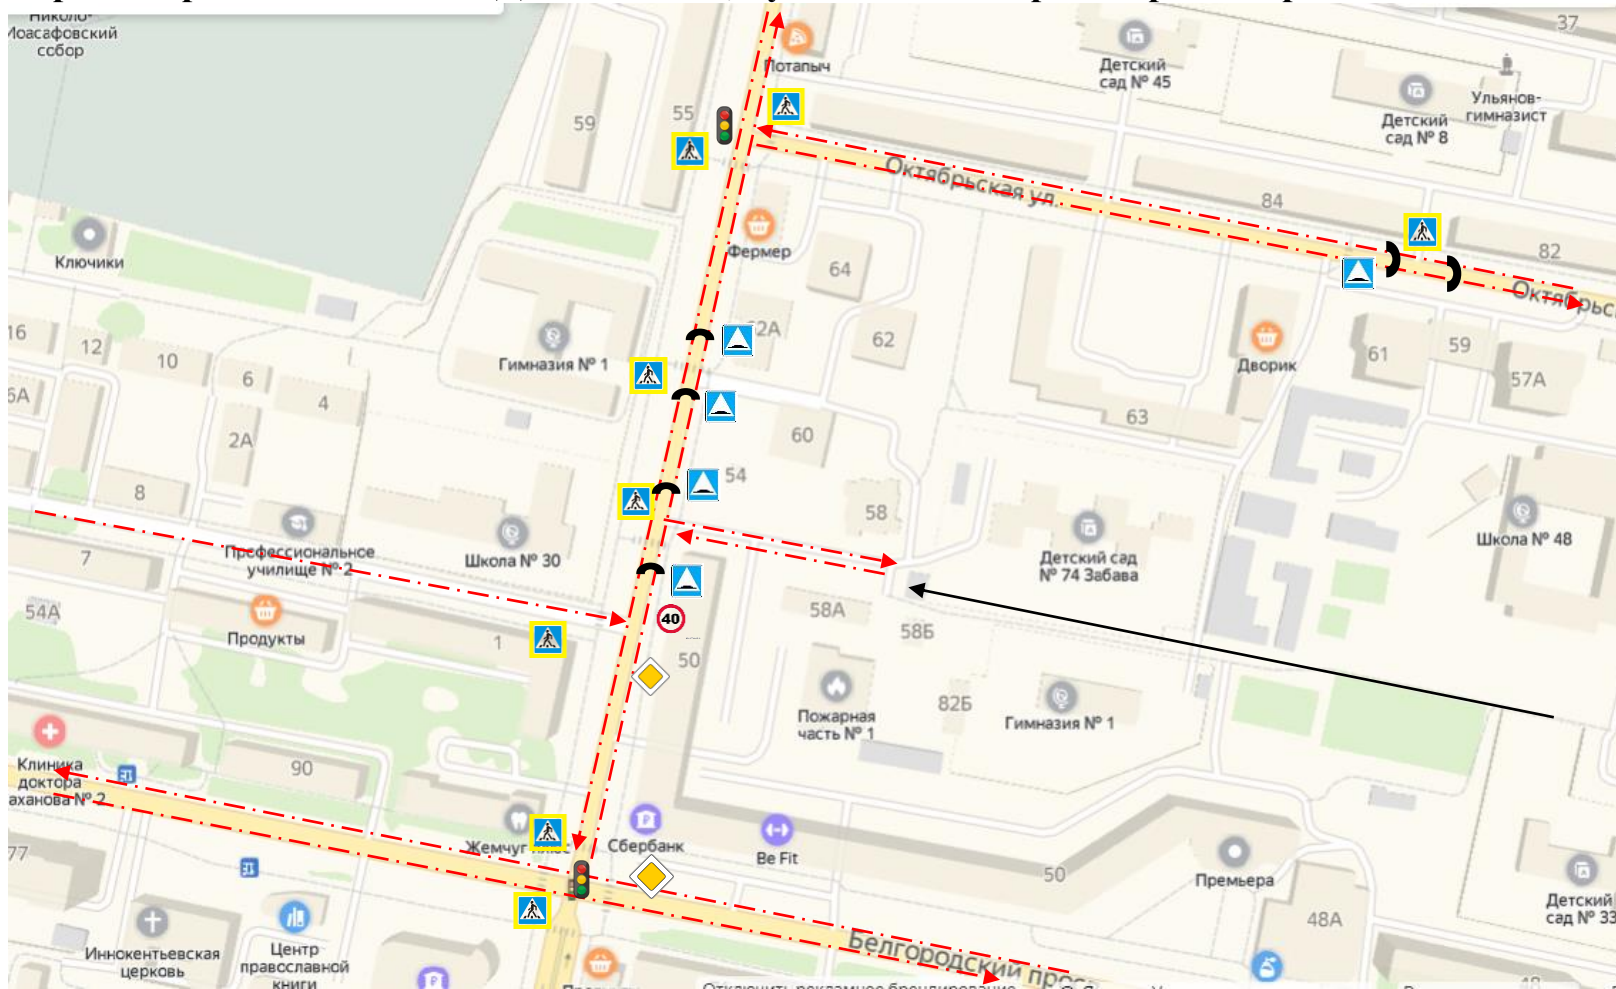 Николо-
Иоасафовский
собор
Потапыч
Детский
сад № 45
37
Детский
сад № 8
Ульянов-
гимназист
59
55
Октябрьская ул.
84
82
Ключики
Фермер
64
62А
62
Гимназия № 1
16
12
10
6
4
6А
2А
Дворик
61
59
57А
63
60
54
58
8
7
Профессиональное
училище № 2
Школа № 30
Детский сад
№ 74 Забава
Школа № 48
54А
Продукты
1
40
50
58А
58Б
82Б
Пожарная
часть № 1
Гимназия № 1
Клиника
доктора
90
Жемчуг
Сбербанк
Be Fit
50
Премьера
77
48А
Детский
сад № 33
Иннокентьевская
церковь
Центр
православной
книги
Белгородский